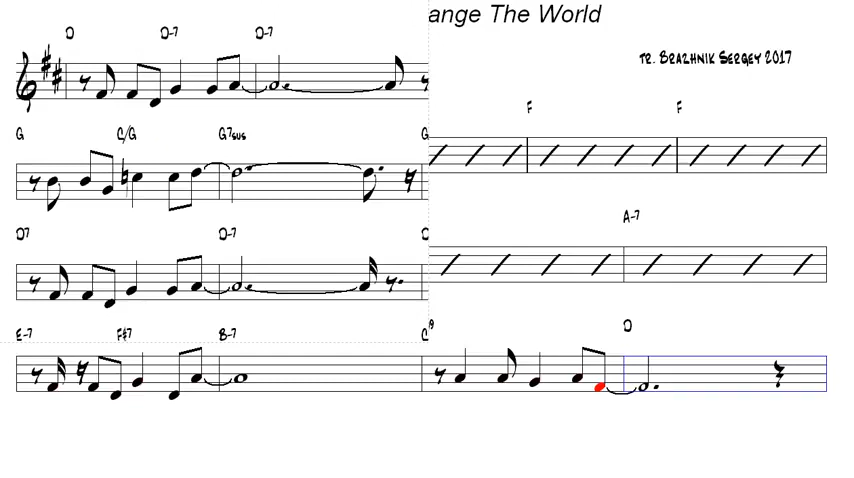 ange The World
TR. BRAZHNIK SERGEY 2017
D D-7 D-7
F F
G C/G G7sus G
A-7
D7 D-7
E-7 F#7 B-7
D